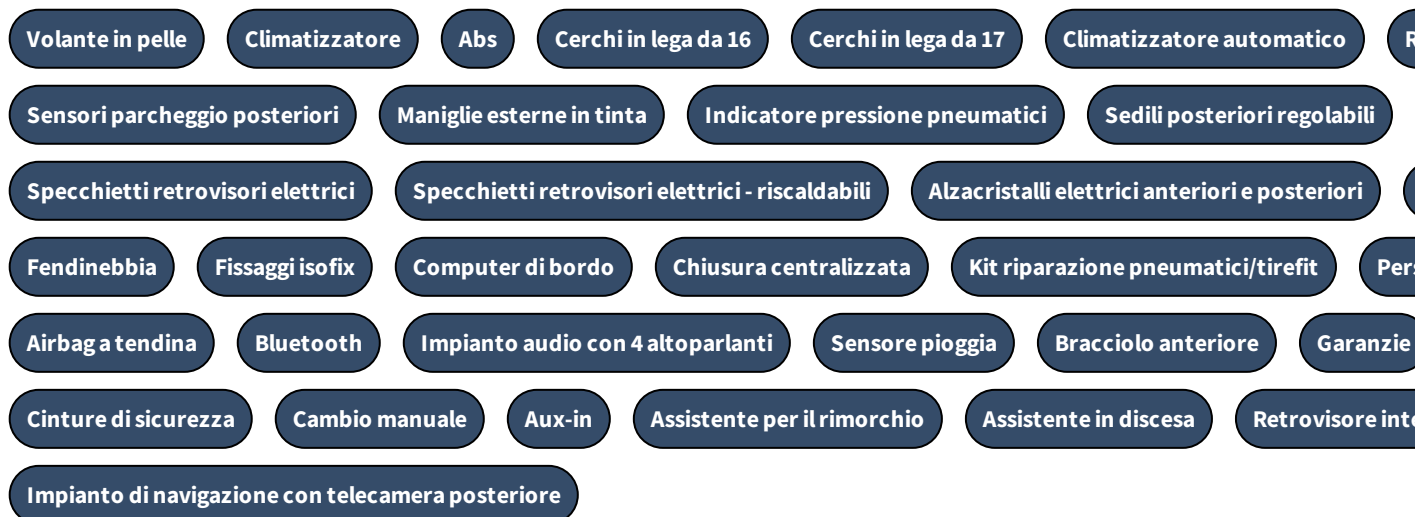 Volante in pelle Climatizzatore Abs Cerchi in lega da 16 Cerchi in lega da 17 Climatizzatore automatico
Sensori parcheggio posteriori Maniglie esterne in tinta Indicatore pressione pneumatici Sedili posteriori regolabili
Specchietti retrovisori elettrici Specchietti retrovisori elettrici - riscaldabili Alzacristalli elettrici anteriori e posteriori
Fendinebbia Fissaggi isofix Computer di bordo Chiusura centralizzata Kit riparazione pneumatici/tirefit
Airbag a tendina Bluetooth Impianto audio con 4 altoparlanti Sensore pioggia Bracciolo anteriore Garanzie
Cinture di sicurezza Cambio manuale Aux-in Assistente per il rimorchio Assistente in discesa Retrovisore
Impianto di navigazione con telecamera posteriore